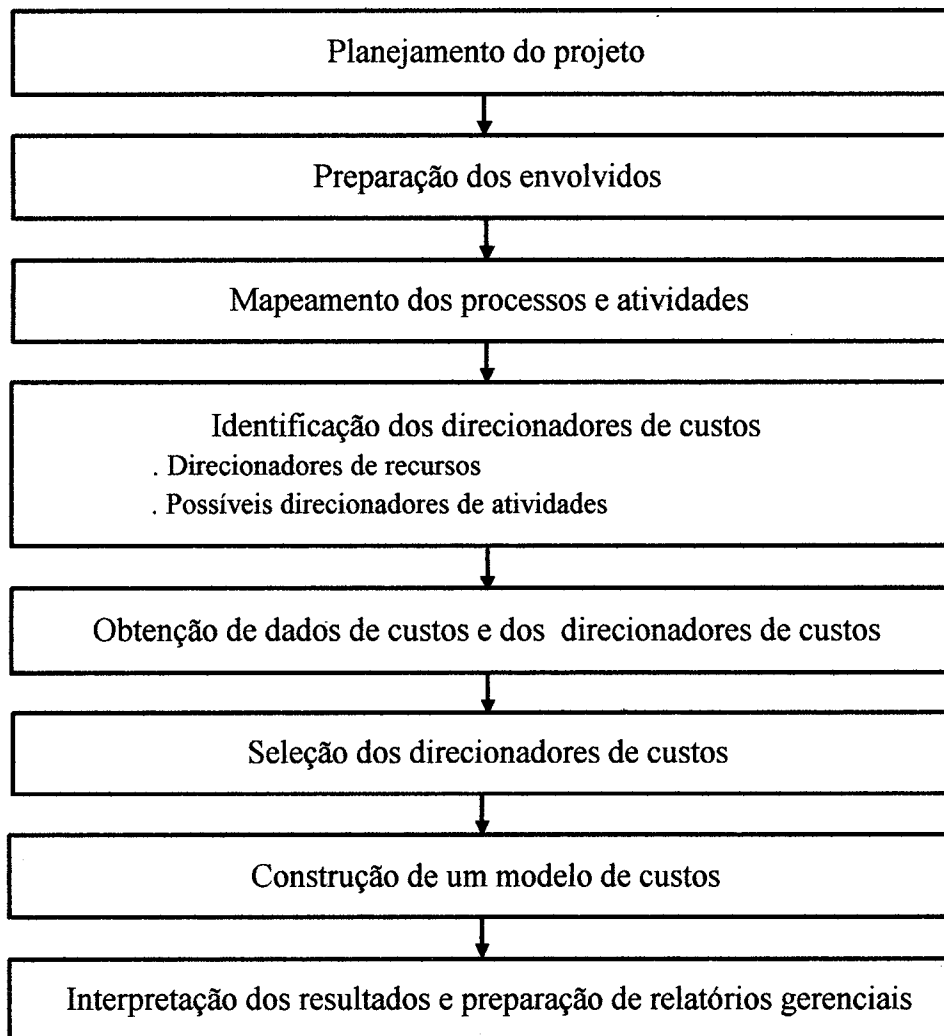 Planejamento do projeto
Preparação dos envolvidos
Mapeamento dos processos e atividades
Identificação dos direcionadores de custos
. Direcionadores de recursos
. Possíveis direcionadores de atividades
Obtenção de dados de custos e dos direcionadores de custos
Seleção dos direcionadores de custos
Construção de um modelo de custos
Interpretação dos resultados e preparação de relatórios gerenciais